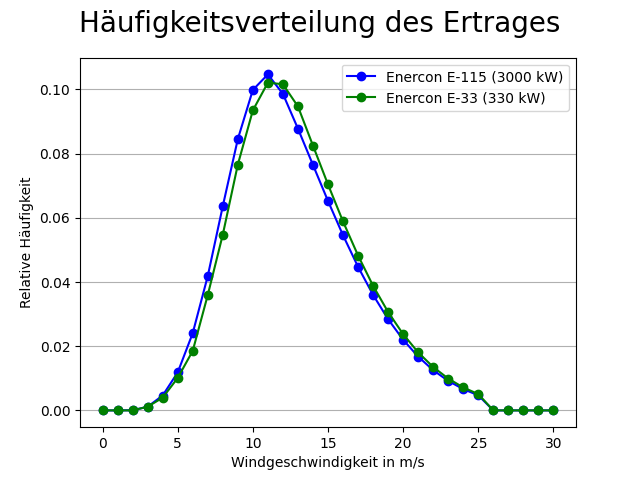 Häufigkeitsverteilung des Ertrages
Enercon E-115 (3000 kW)
Enercon E-33 (330 kW)
Relative Häufigkeit
0.10
0.08
0.06
0.04
0.02
0.00
0 5 10 15 20 25 30
Windgeschwindigkeit in m/s